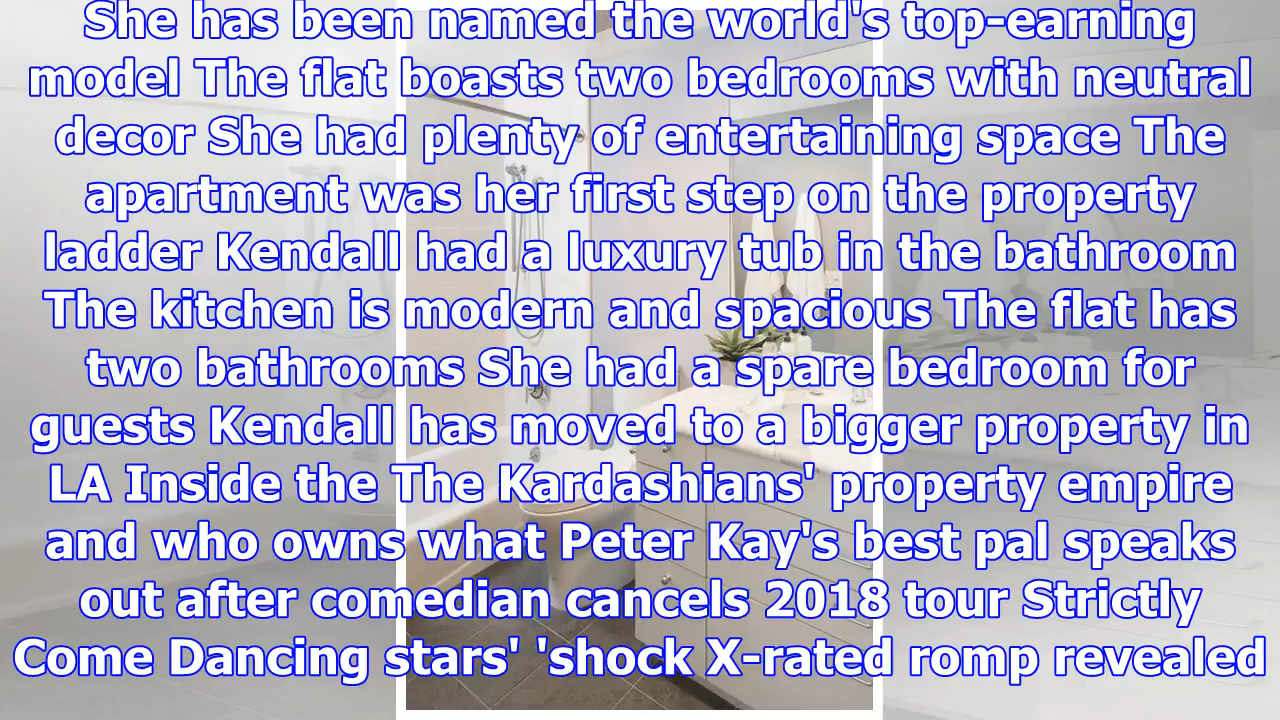 She has been named the world's top-earning
model The flat boasts two bedrooms with neutral
decor She had plenty of entertaining space The
apartment was her first step on the property
ladder Kendall had a luxury tub in the bathroom
The kitchen is modern and spacious The flat has
two bathrooms She had a spare bedroom for
guests Kendall has moved to a bigger property in
LA Inside the The Kardashians' property empire
and who owns what Peter Kay's best pal speaks
out after comedian cancels 2018 tour Strictly
Come Dancing stars' 'shock X-rated romp revealed